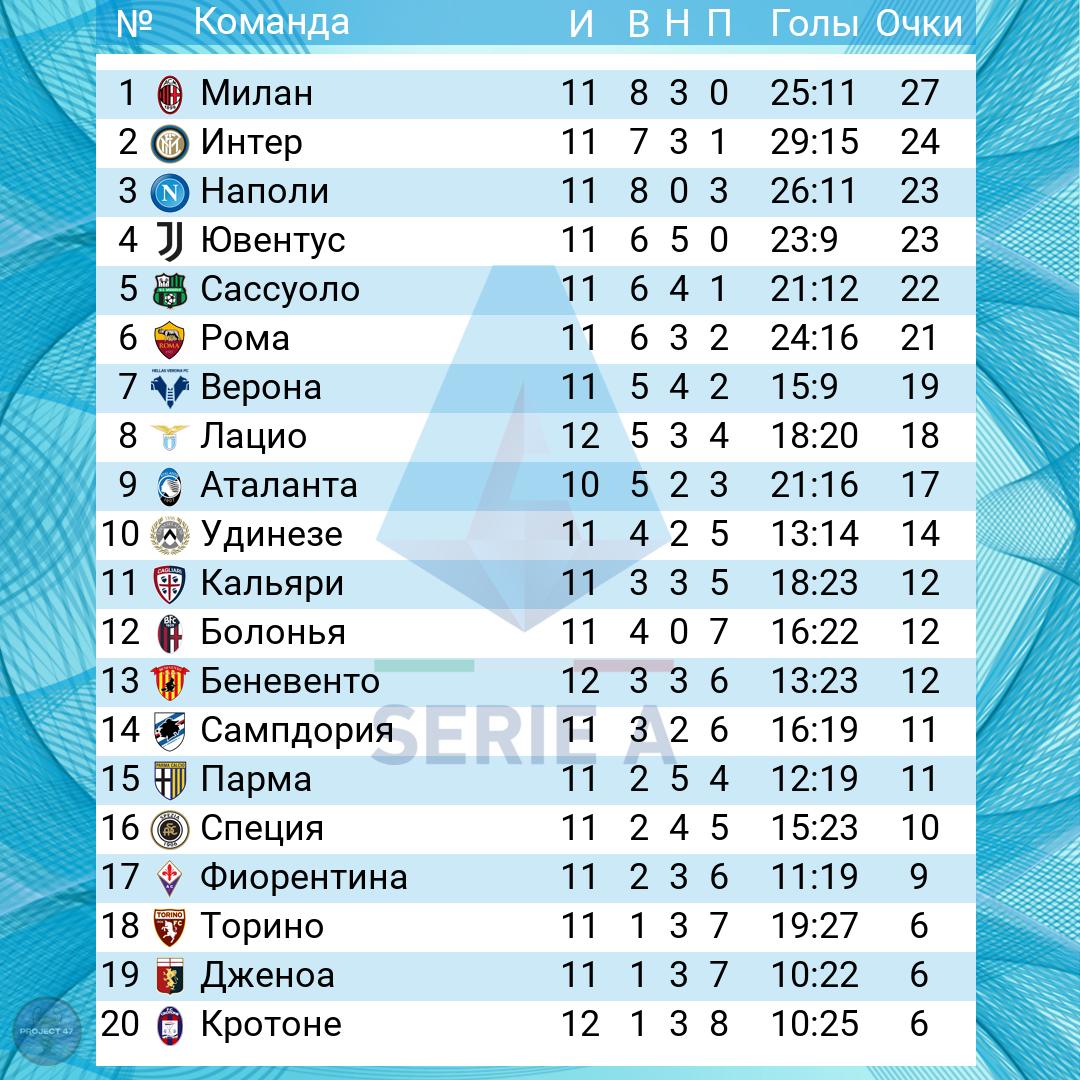 № Команда И В Н П Голы Очки
1 Милан 11 8 3 0 25:11 27
2 Интер 11 7 3 1 29:15 24
3 Наполи 11 8 0 3 26:11 23
4 Ювентус 11 6 5 0 23:9 23
5 Сассуоло 11 6 4 1 21:12 22
6 Рома 11 6 3 2 24:16 21
7 Верона 11 5 4 2 15:9 19
8 Лацио 12 5 3 4 18:20 18
9 Аталанта 10 5 2 3 21:16 17
10 Удинезе 11 4 2 5 13:14 14
11 Кальяри 11 3 3 5 18:23 12
12 Болонья 11 4 0 7 16:22 12
13 Беневенто 12 3 3 6 13:23 12
14 Сампдория 11 3 2 6 16:19 11
15 Парма 11 2 5 4 12:19 11
16 Специя 11 2 4 5 15:23 10
17 Фиорентина 11 2 3 6 11:19 9
18 Торино 11 1 3 7 19:27 6
19 Дженоа 11 1 3 7 10:22 6
20 Кротоне 12 1 3 8 10:25 6
SERIE A
PROJECT 47